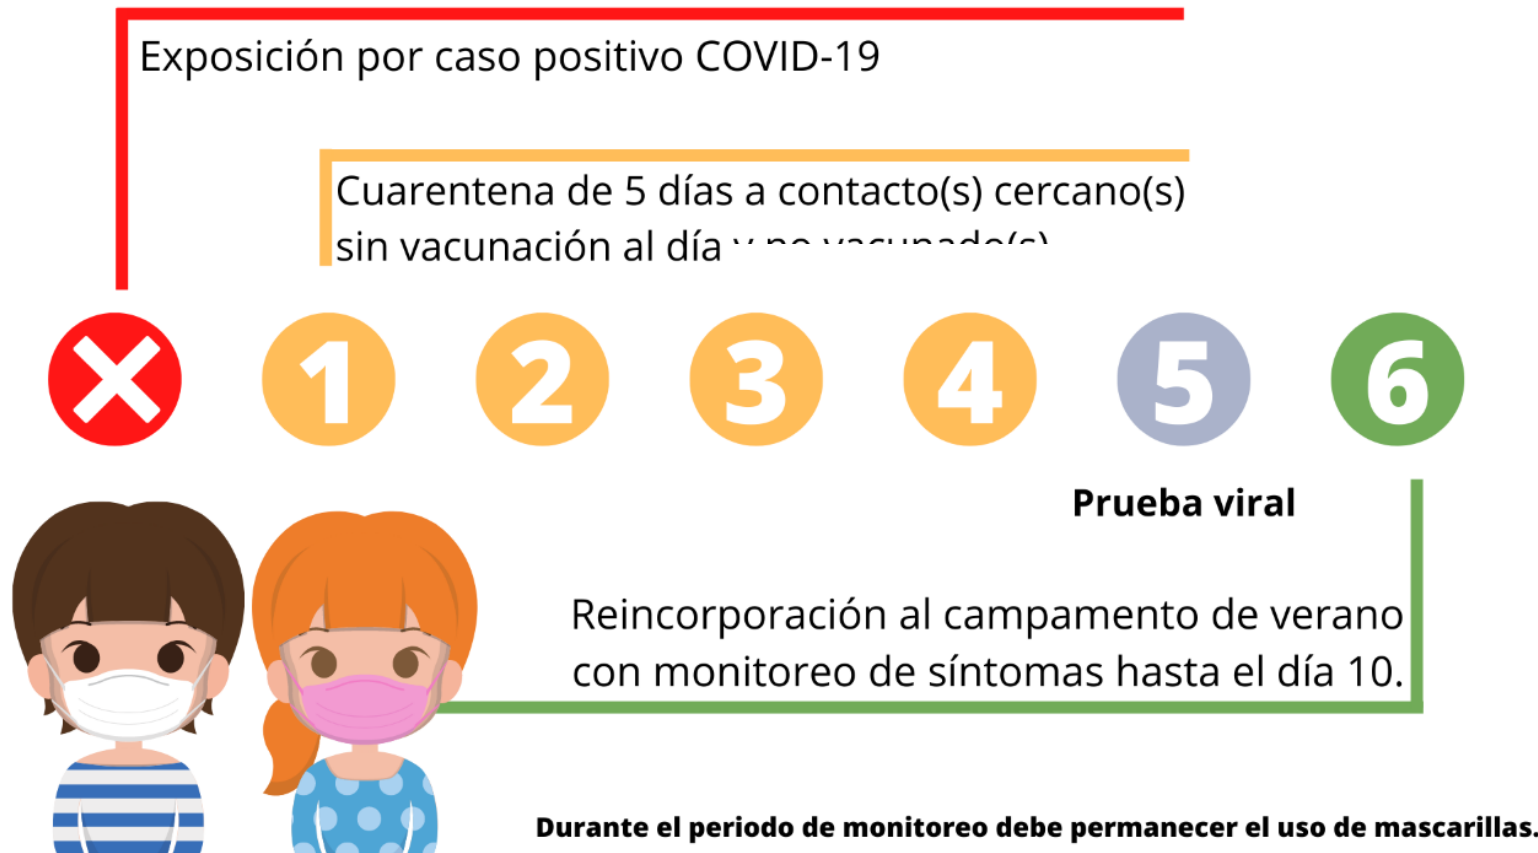 Exposición por caso positivo COVID-19
Cuarentena de 5 días a contacto(s) cercano(s)
sin vacunación al día y no vacunado(s)
1 2 3 4 5 6
Prueba viral
Reincorporación al campamento de verano
con monitoreo de síntomas hasta el día 10.
Durante el periodo de monitoreo debe permanecer el uso de mascarillas.